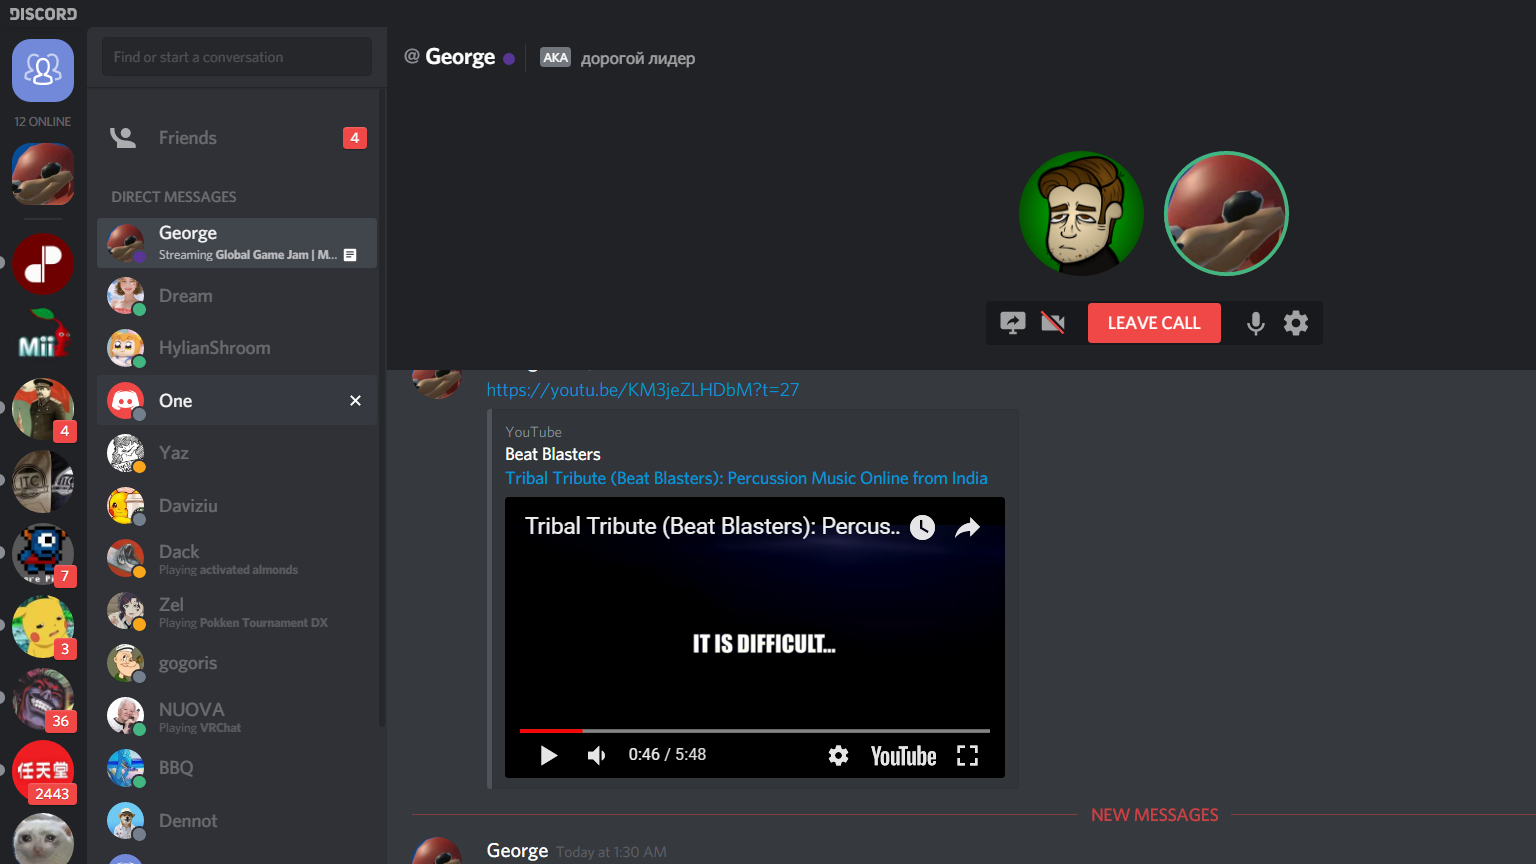 DISCORD
12 ONLINE
Mii
4
7
are Pi
3
36
任天堂
2443
Find or start a conversation
Friends
4
DIRECT MESSAGES
George
Streaming Global Game Jam | M...
Dream
HylianShroom
One
Yaz
Daviziu
Dack
Playing activated almonds
Zel
Playing Pokken Tournament DX
gogoris
NUOVA
Playing VRChat
BBQ
Dennot
@ George
AKA дорогой лидер
LEAVE CALL
https://youtu.be/KM3jeZLHDbM?t=27
YouTube
Beat Blasters
Tribal Tribute (Beat Blasters): Percussion Music Online from India
Tribal Tribute (Beat Blasters): Percus..
IT IS DIFFICULT...
0:46 / 5:48
YouTube
NEW MESSAGES
George Today at 1:30 AM